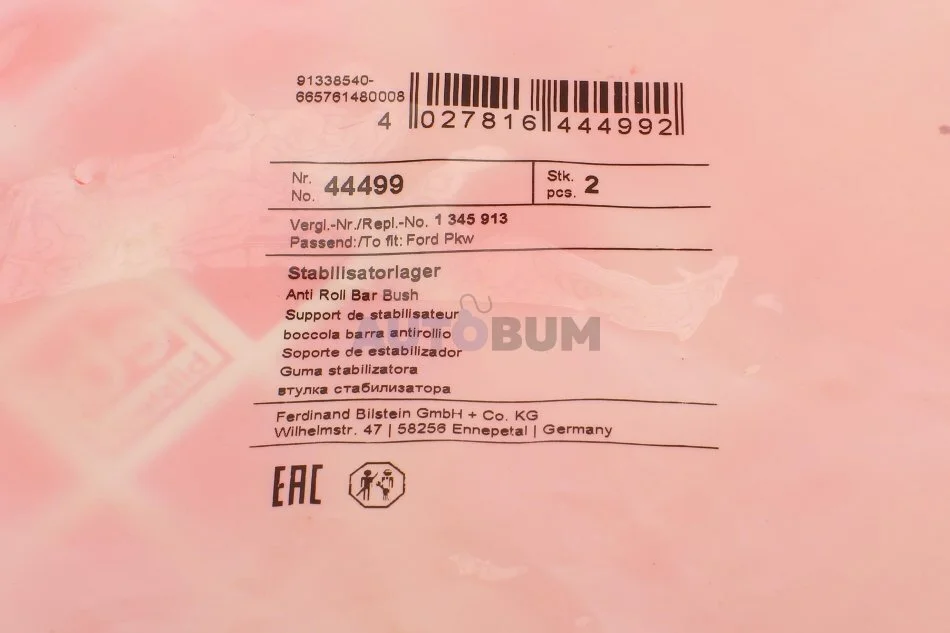 91338540-
665761480008
4 027816 444992
Nr.
No. 44499
Stk.
pcs. 2
Vergl.-Nr./Repl.-No. 1 345 913
Passend:/To fit: Ford Pkw
Stabilisatorlager
Anti Roll Bar Bush
Support de stabilisateur
boccola barra antirollio
Soporte de estabilizador
Guma stabilizatora
втулка стабилизатора
AUTOBUM
Ferdinand Bilstein GmbH + Co. KG
Wilhelmstr. 47 | 58256 Ennepetal | Germany
EAC